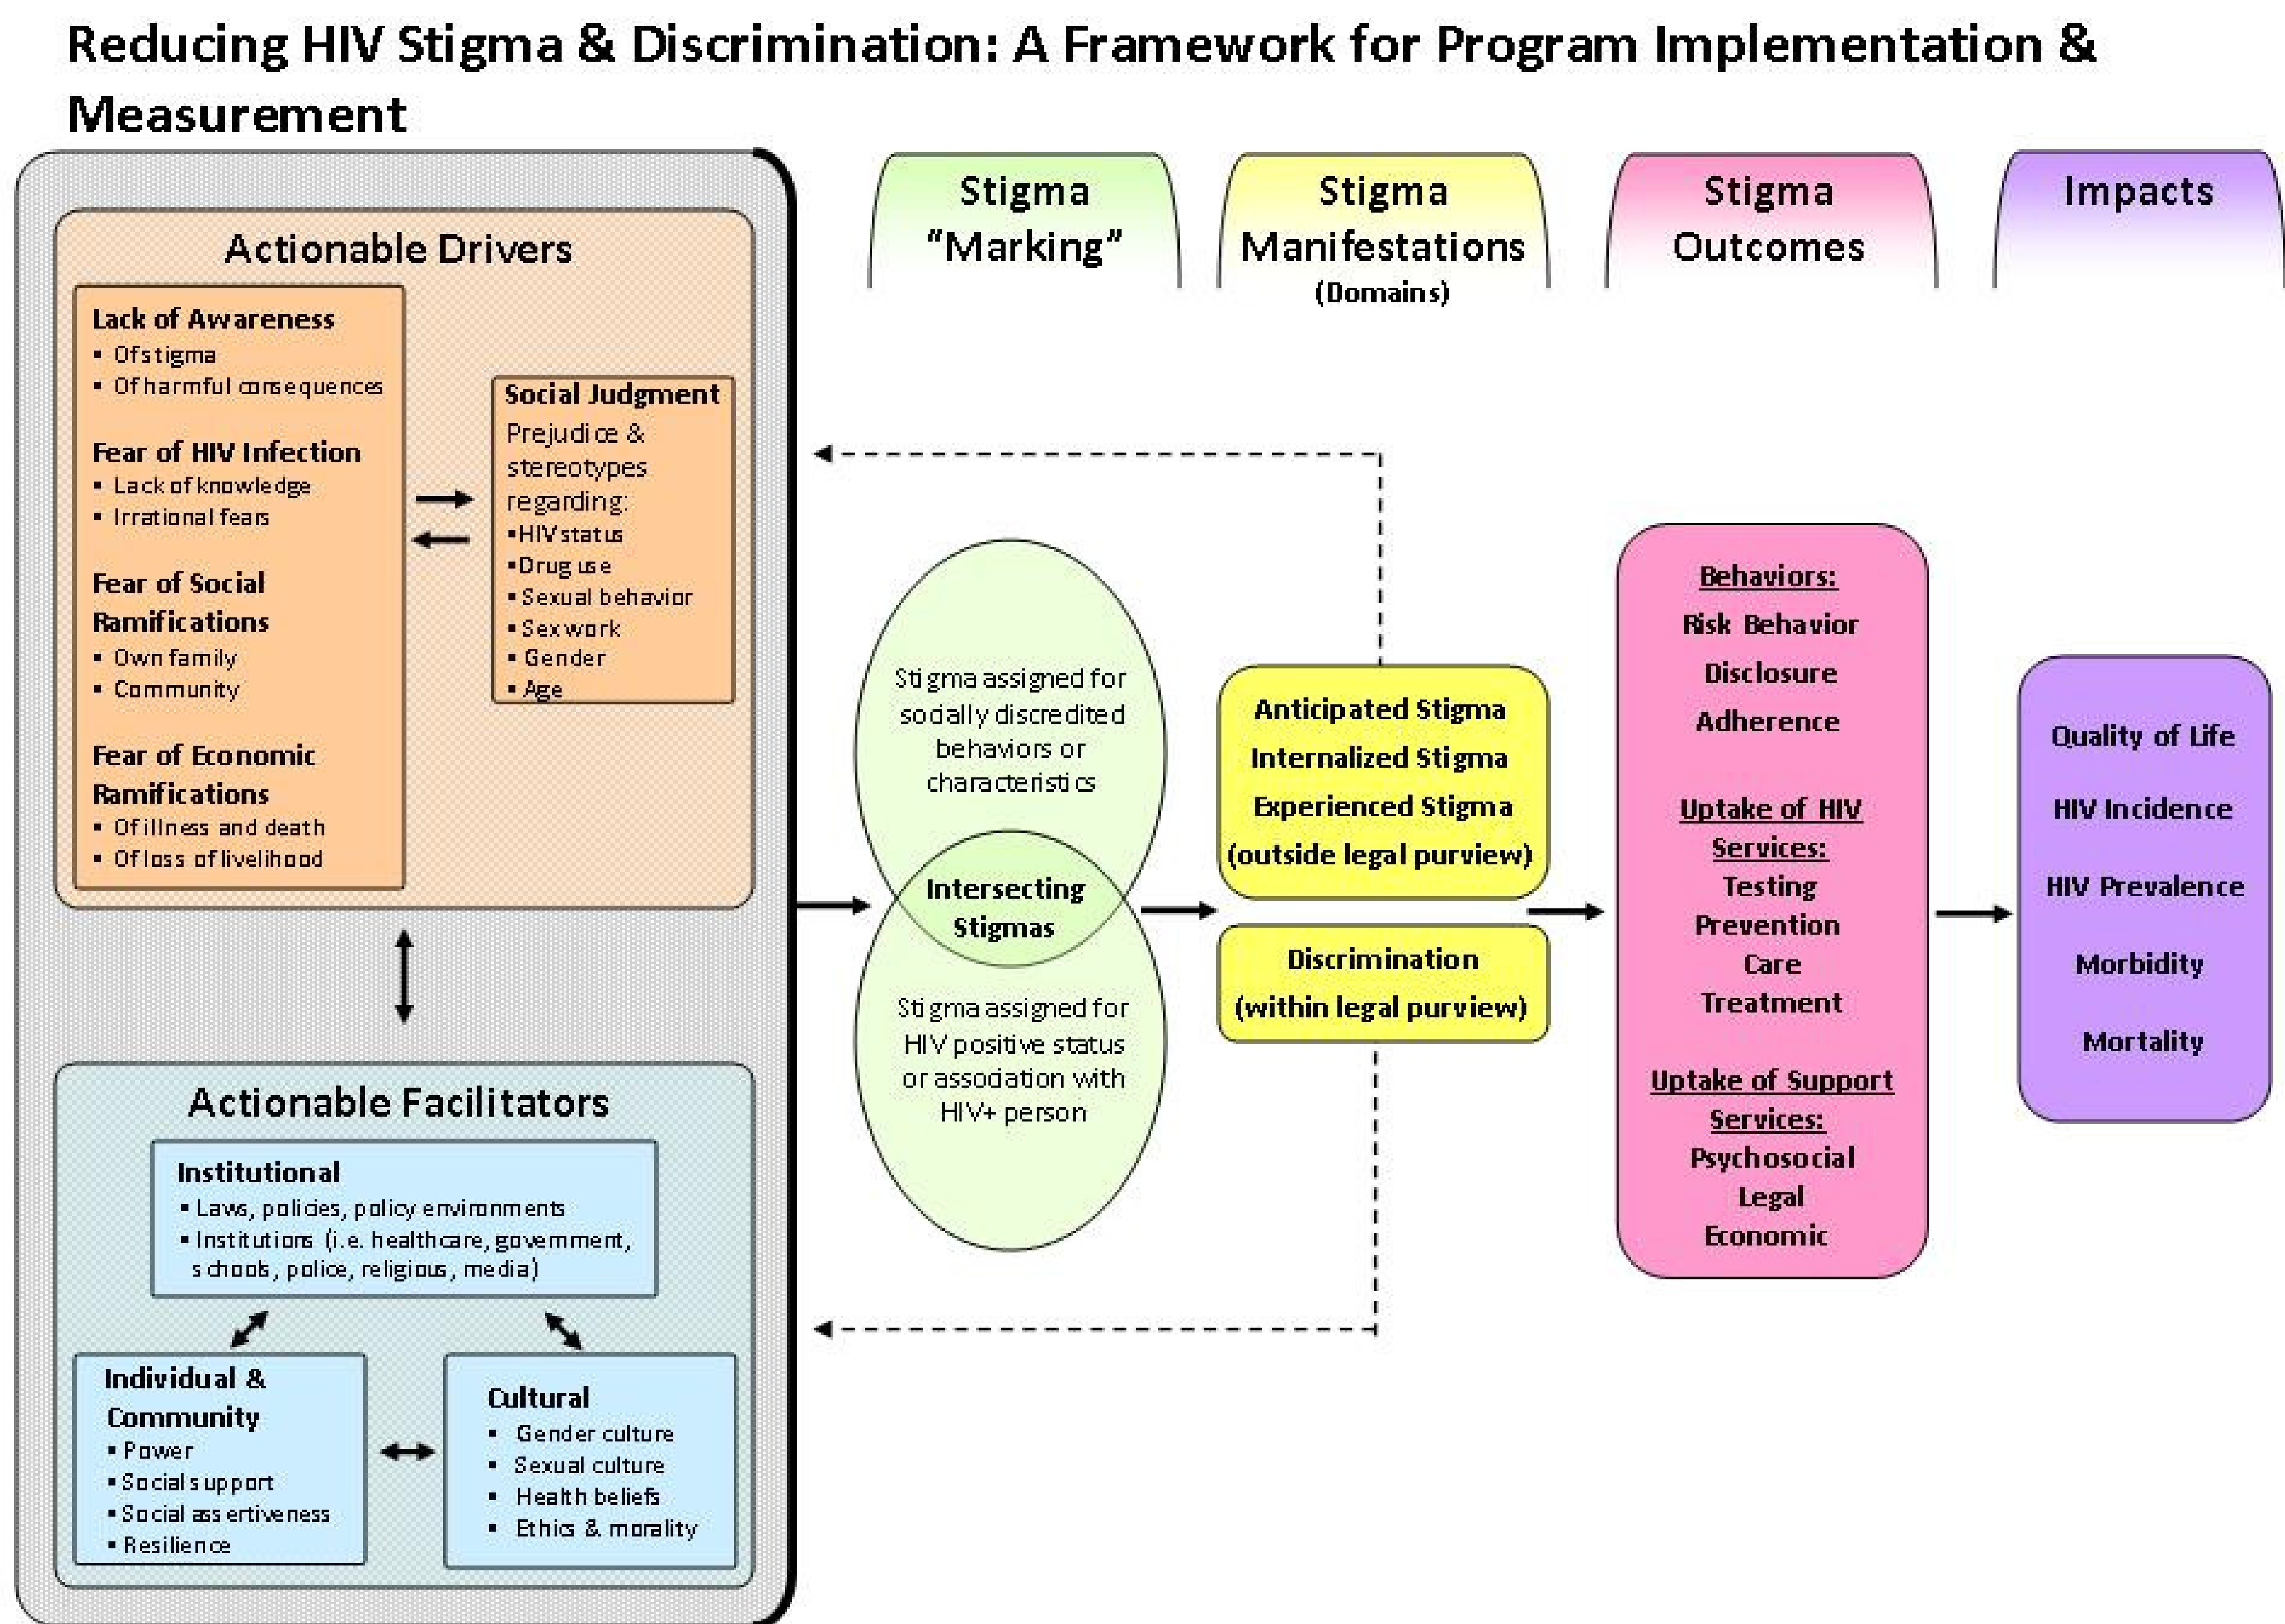 Reducing HIV Stigma & Discrimination: A Framework for Program Implementation &
Measurement
Actionable Drivers
Lack of Awareness
▪ Of stigma
▪ Of harmful consequences
Fear of HIV Infection
▪ Lack of knowledge
▪ Irrational fears
Fear of Social
Ramifications
▪ Own family
▪ Community
Fear of Economic
Ramifications
▪ Of illness and death
▪ Of loss of livelihood
Social Judgment
Prejudice &
stereotypes
regarding:
▪ HIV status
▪ Drug use
▪ Sexual behavior
▪ Sex work
▪ Gender
▪ Age
Actionable Facilitators
Institutional
▪ Laws, policies, policy environments
▪ Institutions (i.e. healthcare, government,
schools, police, religious, media)
Individual &
Community
▪ Power
▪ Social support
▪ Social assertiveness
▪ Resilience
Cultural
▪ Gender culture
▪ Sexual culture
▪ Health beliefs
▪ Ethics & morality
Stigma
“Marking”
Stigma assigned for
socially discredited
behaviors or
characteristics
Intersecting
Stigmas
Stigma assigned for
HIV positive status
or association with
HIV+ person
Stigma
Manifestations
(Domains)
Anticipated Stigma
Internalized Stigma
Experienced Stigma
(outside legal purview)
Discrimination
(within legal purview)
Stigma
Outcomes
Behaviors:
Risk Behavior
Disclosure
Adherence
Uptake of HIV
Services:
Testing
Prevention
Care
Treatment
Uptake of Support
Services:
Psychosocial
Legal
Economic
Impacts
Quality of Life
HIV Incidence
HIV Prevalence
Morbidity
Mortality